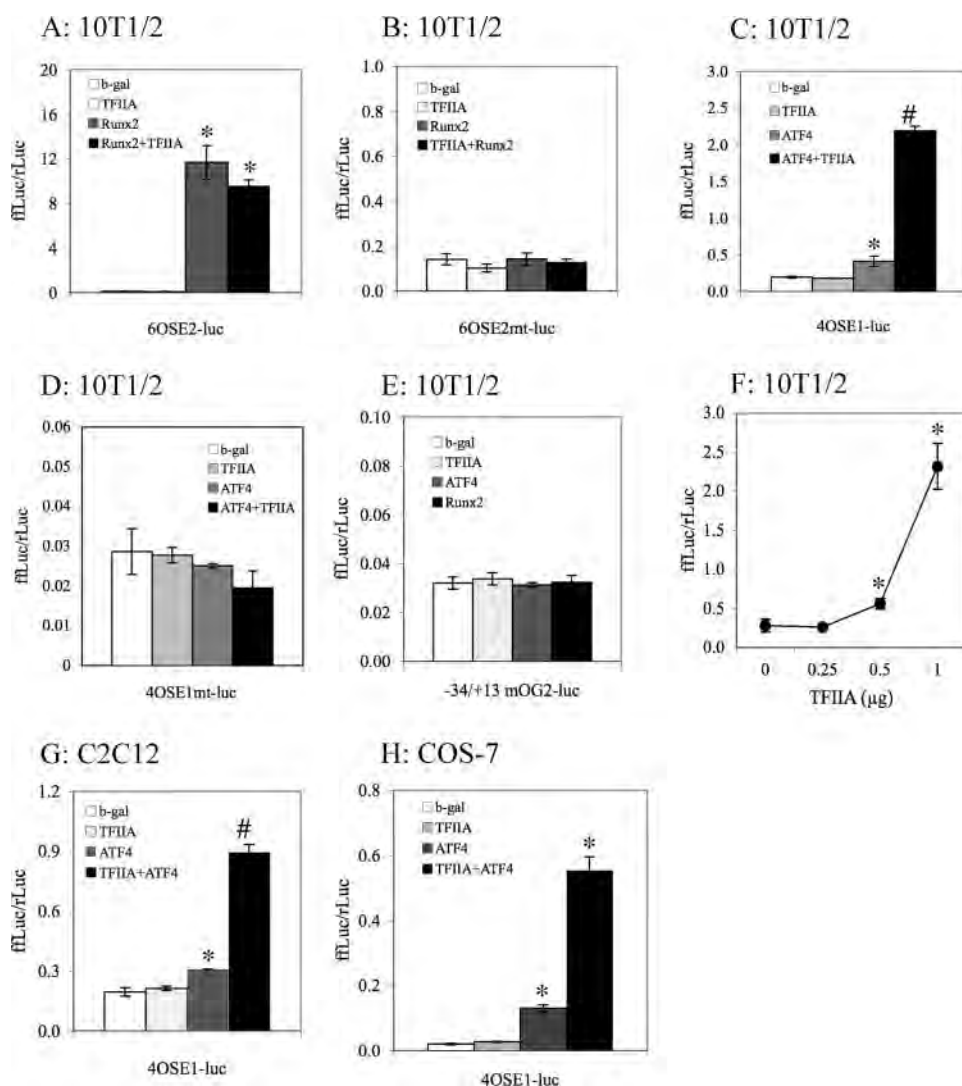 A: 10T1/2
20
16
12
8
4
0
ffLuc/rLuc
b-gal
TFIIA
Runx2
Runx2+TFIIA
*
*
6OSE2-luc
B: 10T1/2
1.0
0.8
0.6
0.4
0.2
0.0
ffLuc/rLuc
b-gal
TFIIA
Runx2
TFIIA+Runx2
6OSE2mt-luc
C: 10T1/2
3.0
2.5
2.0
1.5
1.0
0.5
0.0
ffLuc/rLuc
b-gal
TFIIA
ATF4
ATF4+TFIIA
*
#
4OSE1-luc
D: 10T1/2
0.06
0.05
0.04
0.03
0.02
0.01
0
ffLuc/rLuc
b-gal
TFIIA
ATF4
ATF4+TFIIA
4OSE1mt-luc
E: 10T1/2
0.10
0.08
0.06
0.04
0.02
0.00
ffLuc/rLuc
b-gal
TFIIA
ATF4
Runx2
-34/+13 mOG2-luc
F: 10T1/2
3.0
2.5
2.0
1.5
1.0
0.5
0.0
ffLuc/rLuc
*
*
0 0.25 0.5 1
TFIIA (µg)
G: C2C12
1.2
0.9
0.6
0.3
0.0
ffLuc/rLuc
b-gal
TFIIA
ATF4
TFIIA+ATF4
*
#
4OSE1-luc
H: COS-7
0.8
0.6
0.4
0.2
0.0
ffLuc/rLuc
b-gal
TFIIA
ATF4
TFIIA+ATF4
*
*
4OSE1-luc